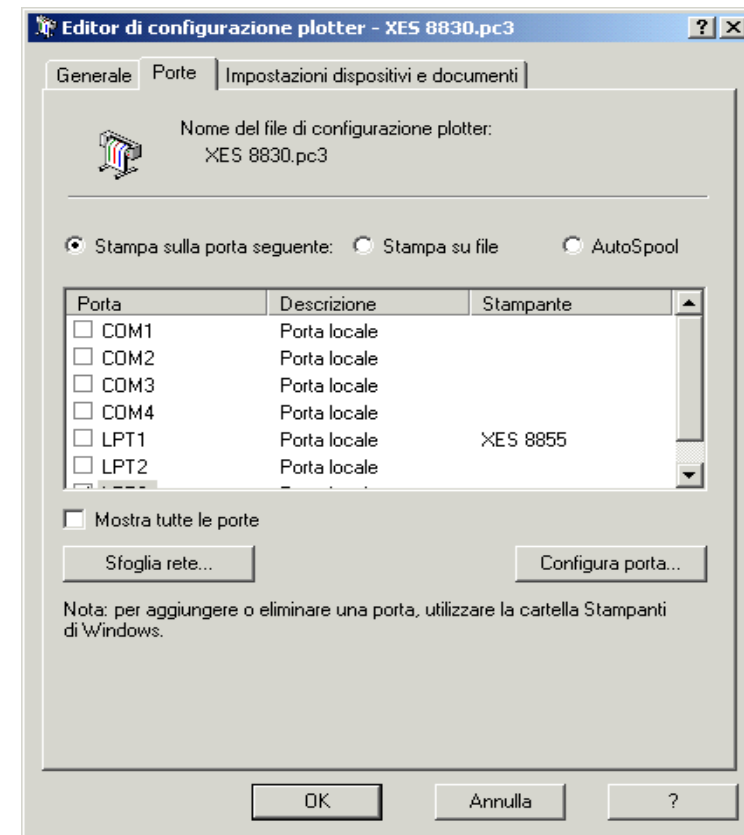 Editor di configurazione plotter - XES 8830.pc3
Generale Porte Impostazioni dispositivi e documenti
Nome del file di configurazione plotter:
XES 8830.pc3
Stampa sulla porta seguente: Stampa su file AutoSpool
Porta Descrizione Stampante
COM1 Porta locale
COM2 Porta locale
COM3 Porta locale
COM4 Porta locale
LPT1 Porta locale XES 8855
LPT2 Porta locale
Mostra tutte le porte
Sfoglia rete... Configura porta...
Nota: per aggiungere o eliminare una porta, utilizzare la cartella Stampanti
di Windows.
OK Annulla ?